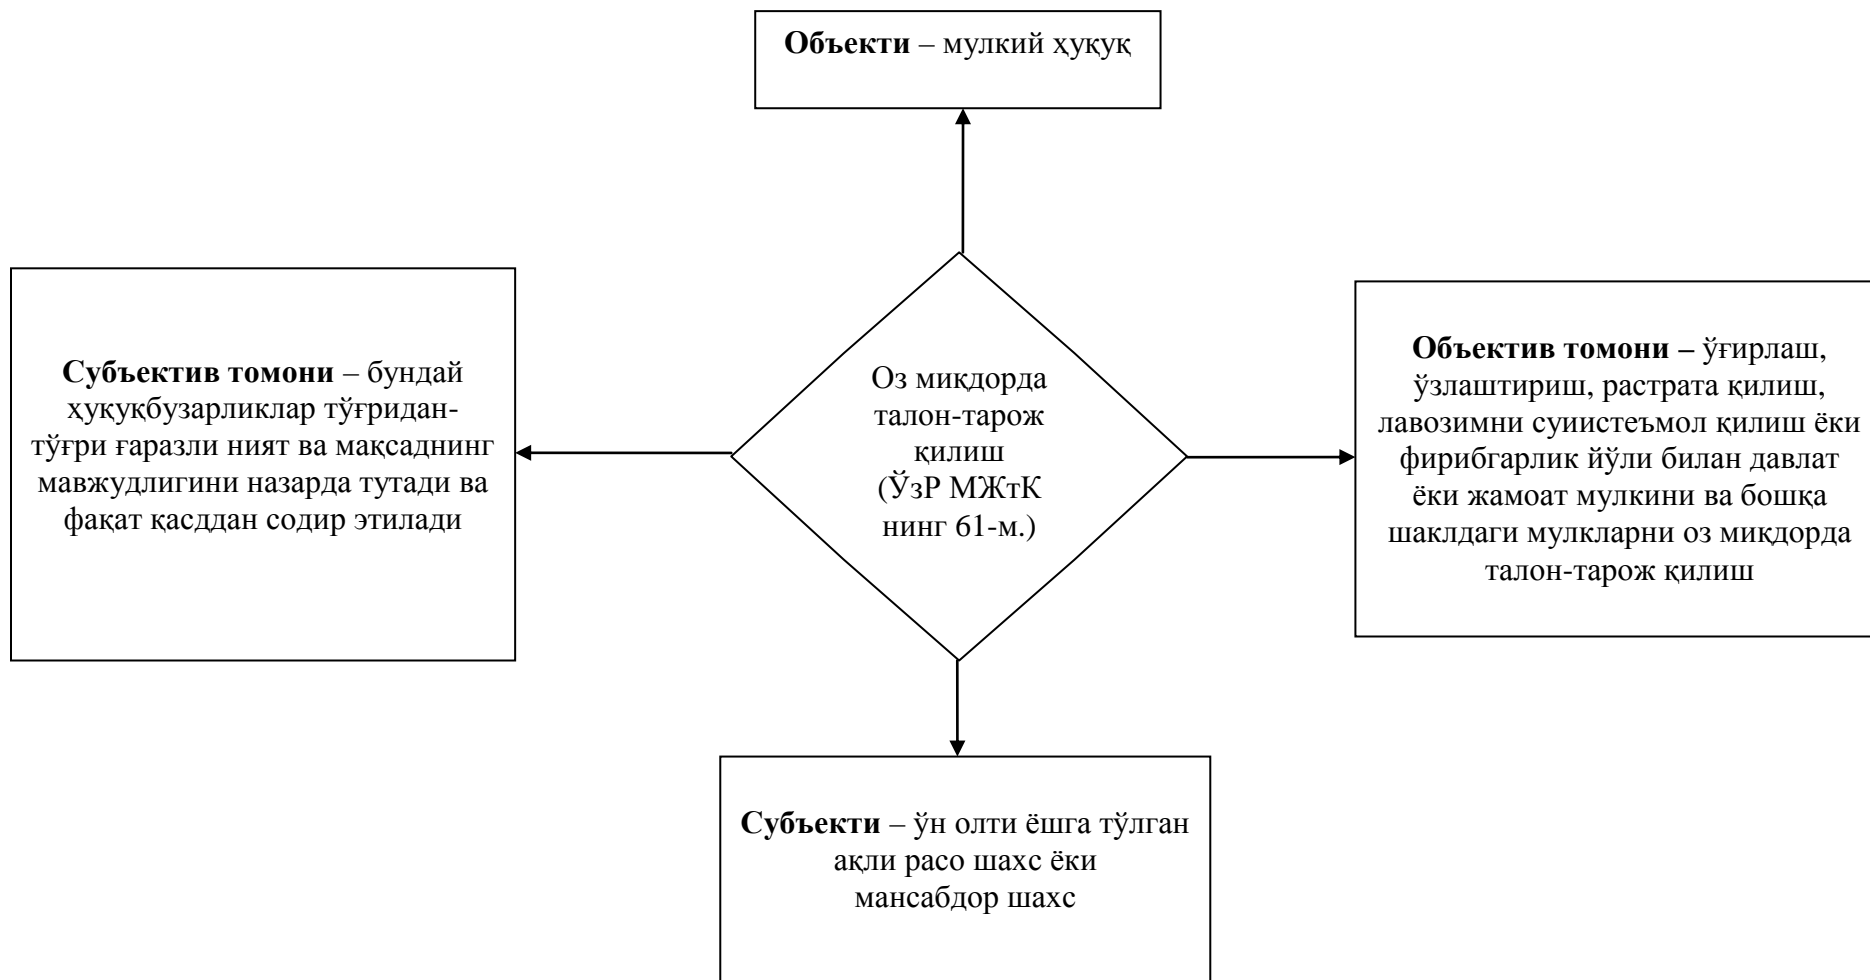 Объекти – мулкий ҳуқуқ
Субъектив томони – бундай
ҳуқуқбузарликлар тўғридан-
тўғри ғаразли ният ва мақсаднинг
мавжудлигини назарда тутади ва
фақат қасддан содир этилади
Оз миқдорда
талон-тарож
қилиш
(ЎзР МЖтК
нинг 61-м.)
Объектив томони – ўғирлаш,
ўзлаштириш, растрата қилиш,
лавозимни суиистеъмол қилиш ёки
фирибгарлик йўли билан давлат
ёки жамоат мулкини ва бошқа
шаклдаги мулкларни оз миқдорда
талон-тарож қилиш
Субъекти – ўн олти ёшга тўлган
ақли расо шахс ёки
мансабдор шахс